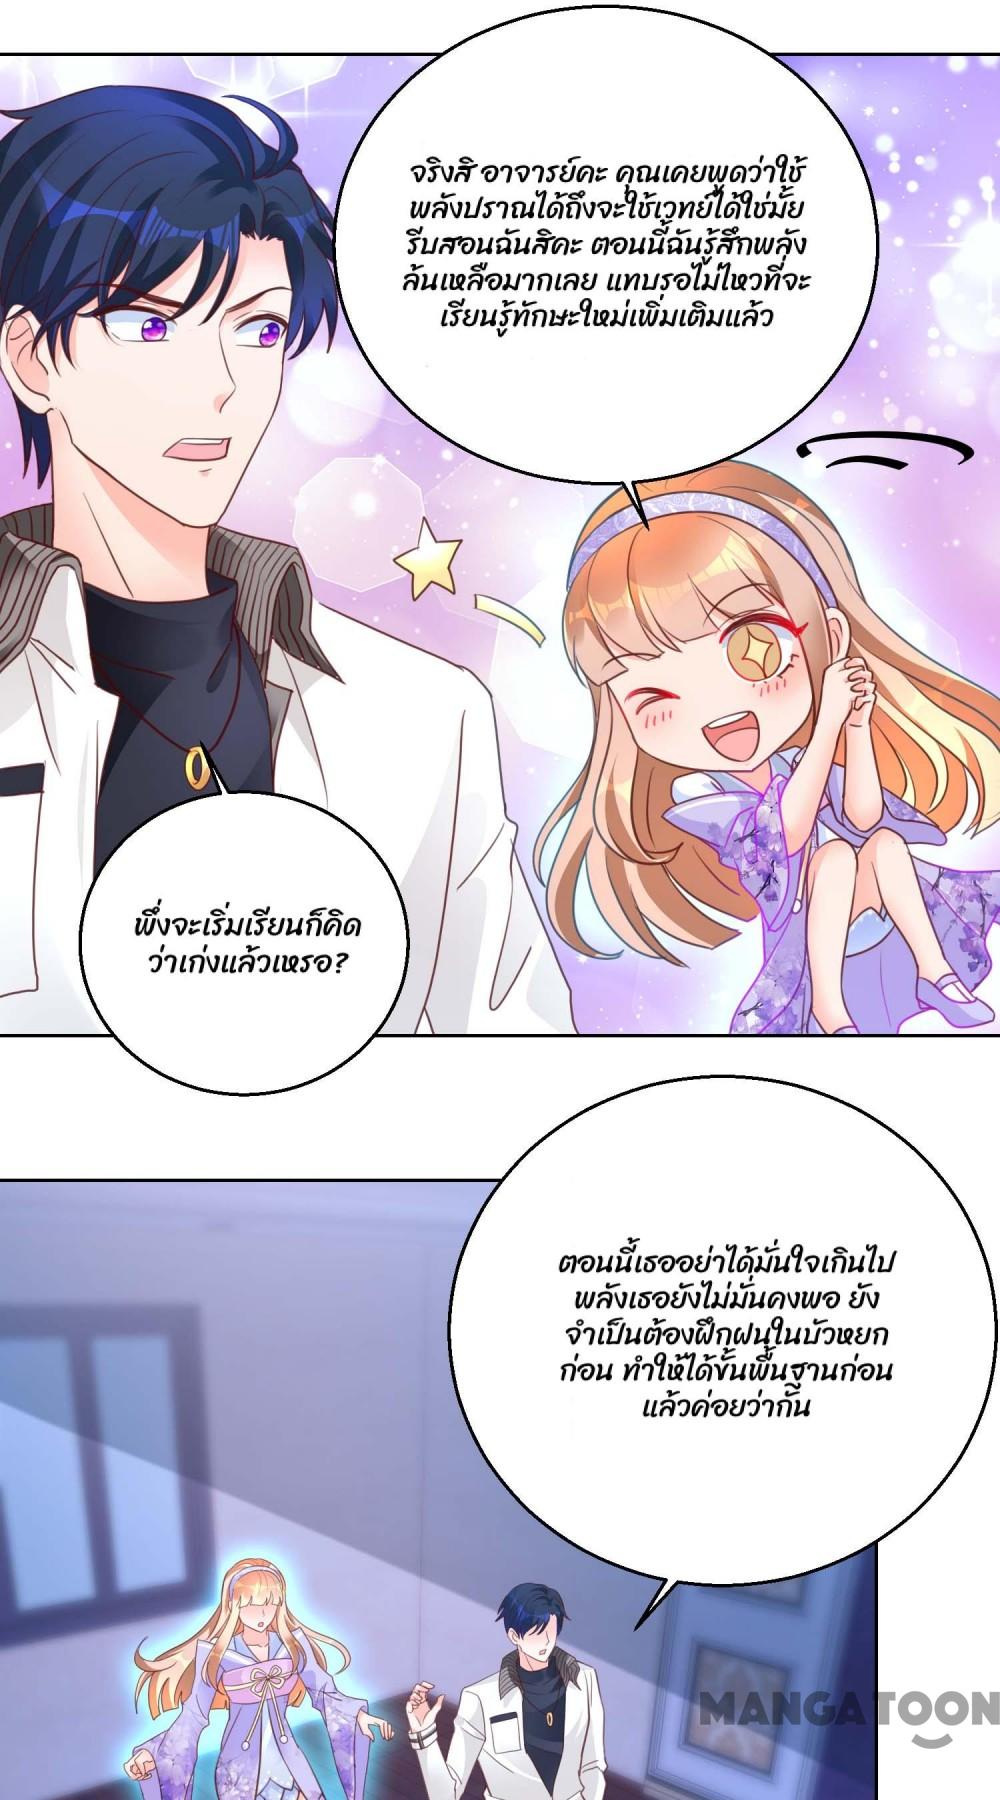 จริงสิ อาจารย์คะ คุณเคยพูดว่าใช้
พลังปราณได้ถึงจะใช้เวทย์ได้ใช่มั้ย
รีบสอนฉันสิคะ ตอนนี้ฉันรู้สึกพลัง
ล้นเหลือมากเลย แทบรอไม่ไหวที่จะ
เรียนรู้ทักษะใหม่เพิ่มเติมแล้ว
พึ่งจะเริ่มเรียนก็คิด
ว่าเก่งแล้วเหรอ?
ตอนนี้เธออย่าได้มั่นใจเกินไป
พลังเธอยังไม่มั่นคงพอ ยัง
จำเป็นต้องฝึกฝนในบัวหยก
ก่อน ทำให้ได้ขั้นพื้นฐานก่อน
แล้วค่อยว่ากัน
MANGATOON